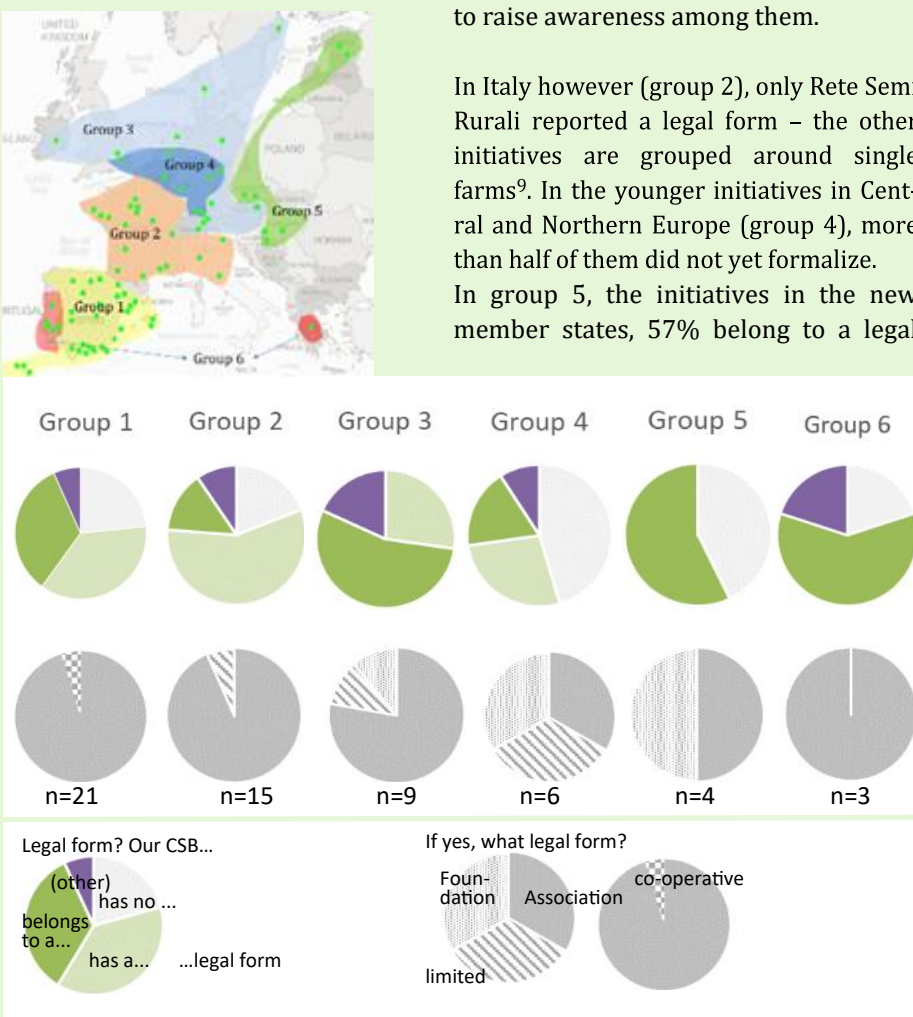 to raise awareness among them.
In Italy however (group 2), only Rete Semi
Rurali reported a legal form – the other
initiatives are grouped around single
farms9. In the younger initiatives in Cent-
ral and Northern Europe (group 4), more
than half of them did not yet formalize.
In group 5, the initiatives in the new
member states, 57% belong to a legal
UNITED
KINGDOM
Group 3
POLAND
Group 4
Group 5
Group 2
Group 1
Group 6
Group 1
Group 2
Group 3
Group 4
Group 5
Group 6
n=21
n=15
n=9
n=6
n=4
n=3
Legal form? Our CSB...
(other)
has no ...
belongs
to a...
has a...
...legal form
If yes, what legal form?
Foun-
dation
Association
co-operative
limited